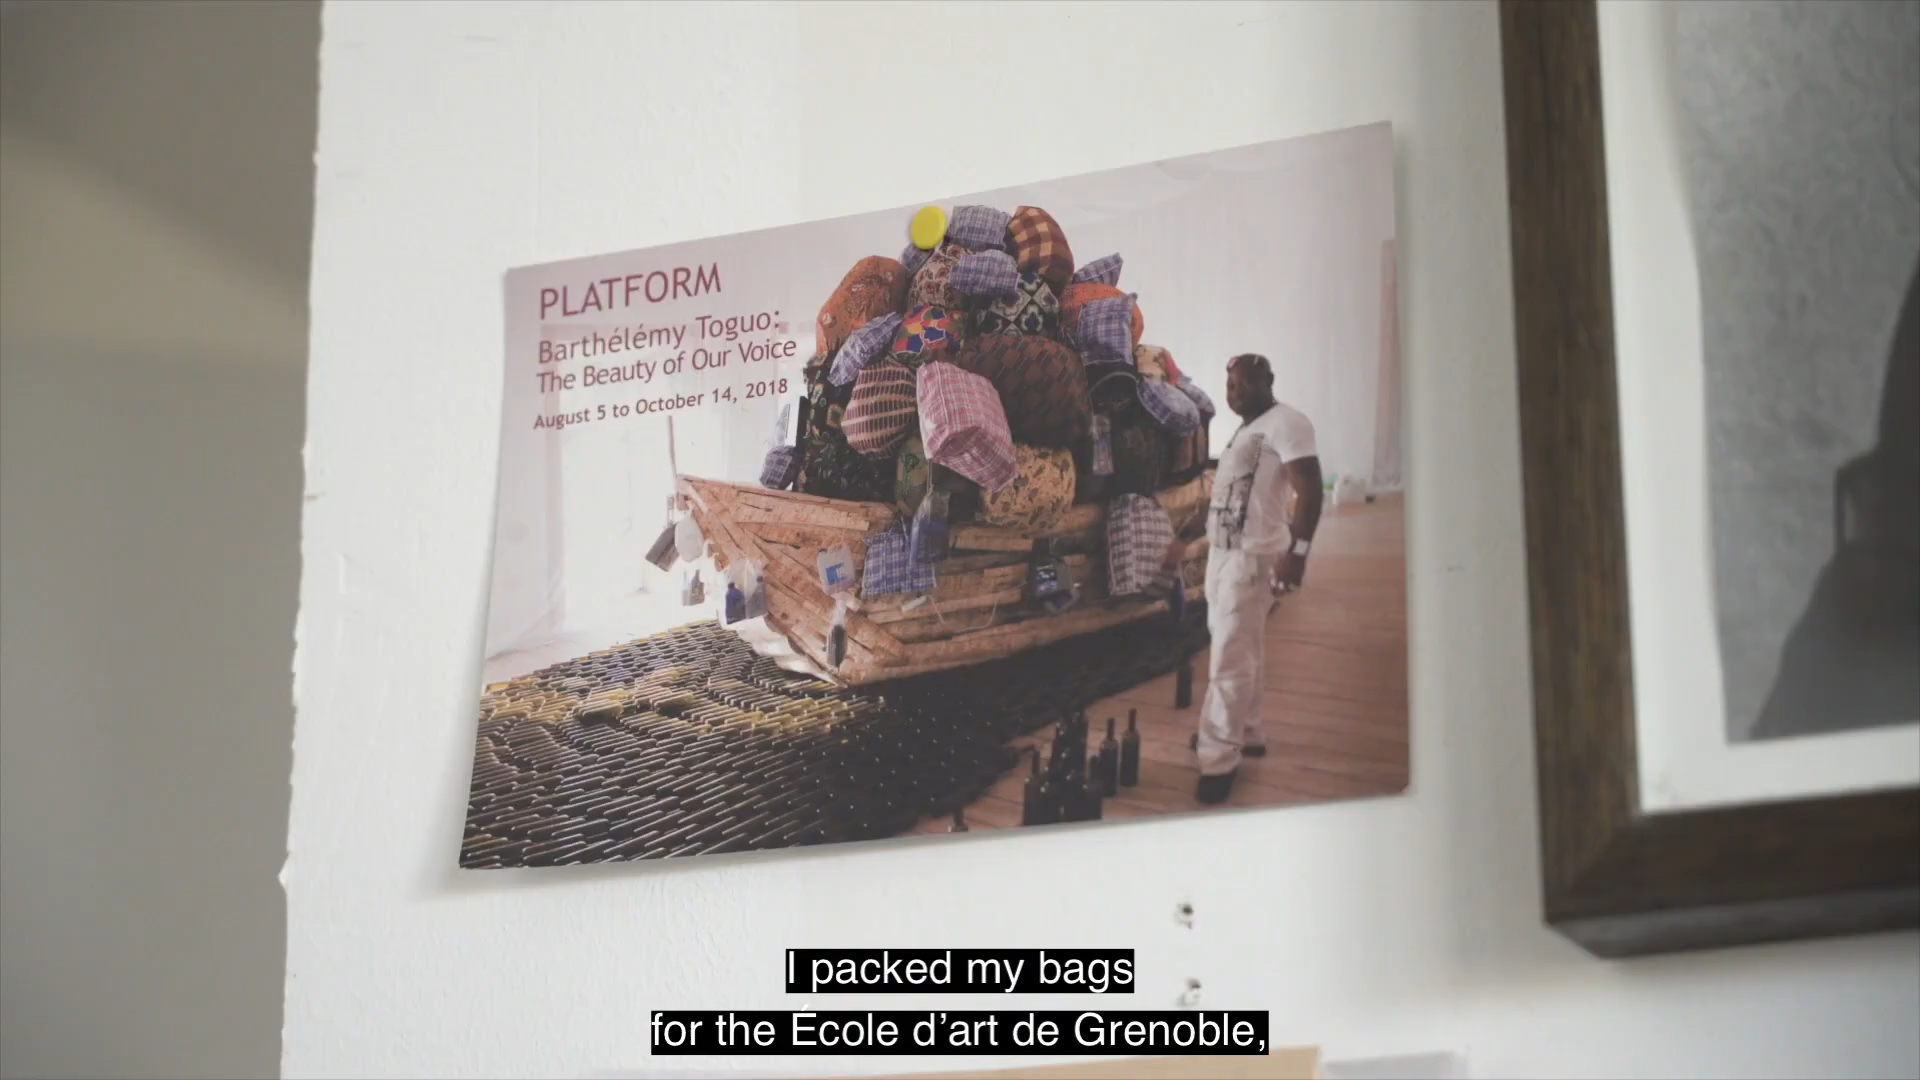 PLATFORM
Barthélémy Toguo:
The Beauty of Our Voice
August 5 to October 14, 2018
I packed my bags
for the École d’art de Grenoble,